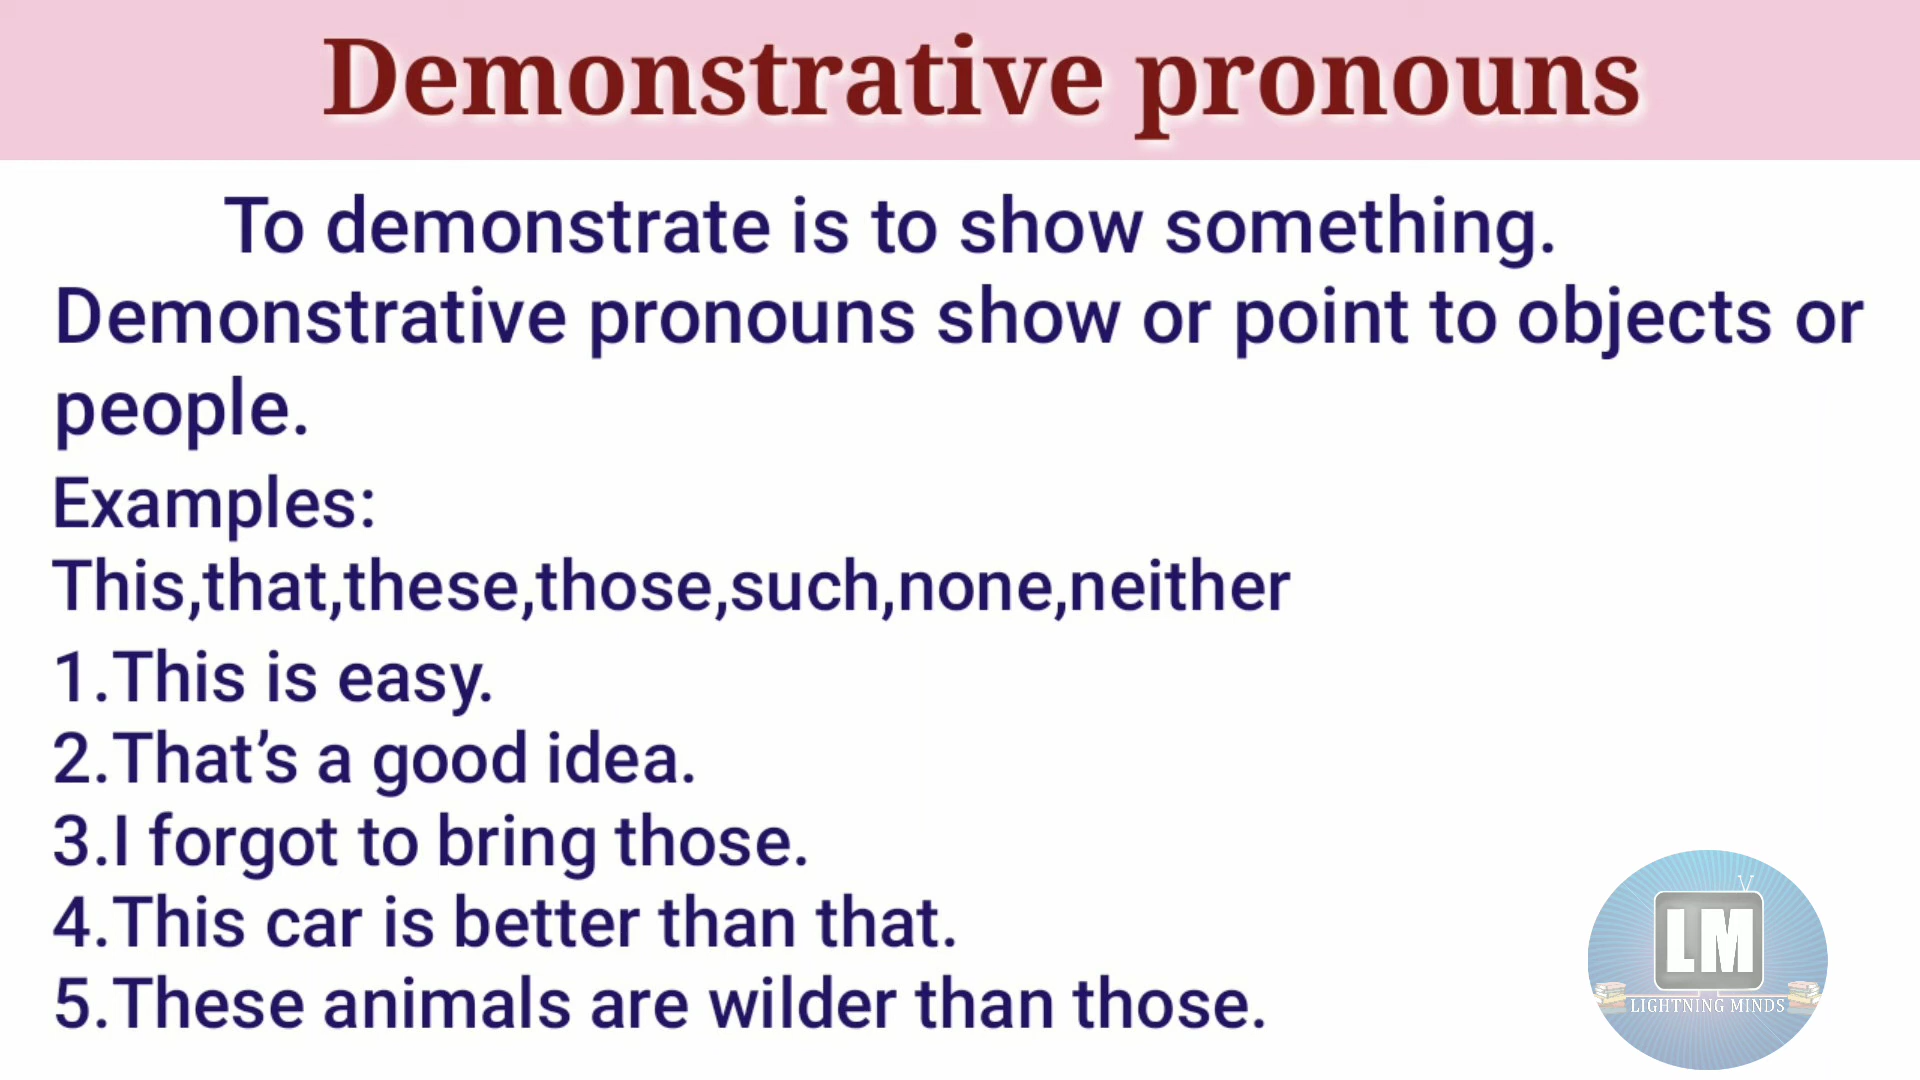 Demonstrative pronouns
To demonstrate is to show something.
Demonstrative pronouns show or point to objects or
people.
Examples:
This,that,these,those,such,none,neither
1.This is easy.
2.That’s a good idea.
3.I forgot to bring those.
4.This car is better than that.
5.These animals are wilder than those.
LM
LIGHTNING MINDS